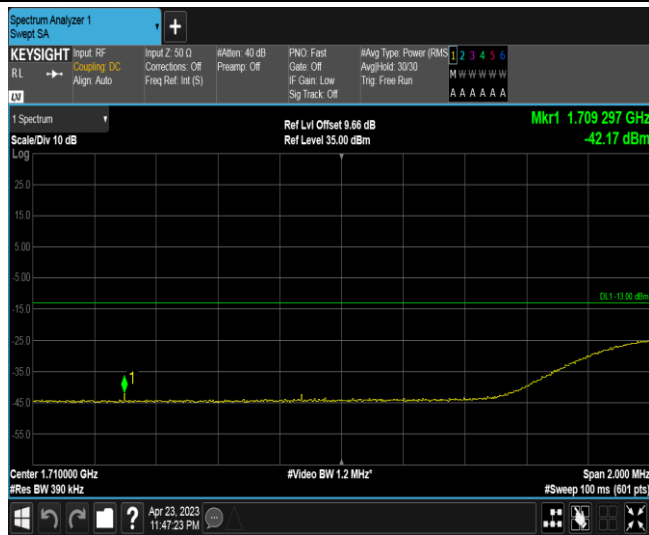 Spectrum Analyzer 1
Swept SA
+
KEYSIGHT Input: RF Input Z: 50 Ω #Atten: 40 dB PNO: Fast #Avg Type: Power (RMS 1 2 3 4 5 6
RL Coupling: DC Corrections: Off Preamp: Off Gate: Off Avg|Hold: 30/30 M W W W W W
Align: Auto Freq Ref: Int (S) IF Gain: Low Trig: Free Run
Sig Track: Off A A A A A A
LXI
1 Spectrum Ref Lvl Offset 9.66 dB Mkr1 1.709 297 GHz
Scale/Div 10 dB Ref Level 35.00 dBm -42.17 dBm
Log
25.0
15.0
5.00
-5.00
DL1 -13.00 dBm
-15.0
-25.0
-35.0
1
-45.0
-55.0
Center 1.710000 GHz #Video BW 1.2 MHz* Span 2.000 MHz
#Res BW 390 kHz #Sweep 100 ms (601 pts)
? Apr 23, 2023
11:47:23 PM